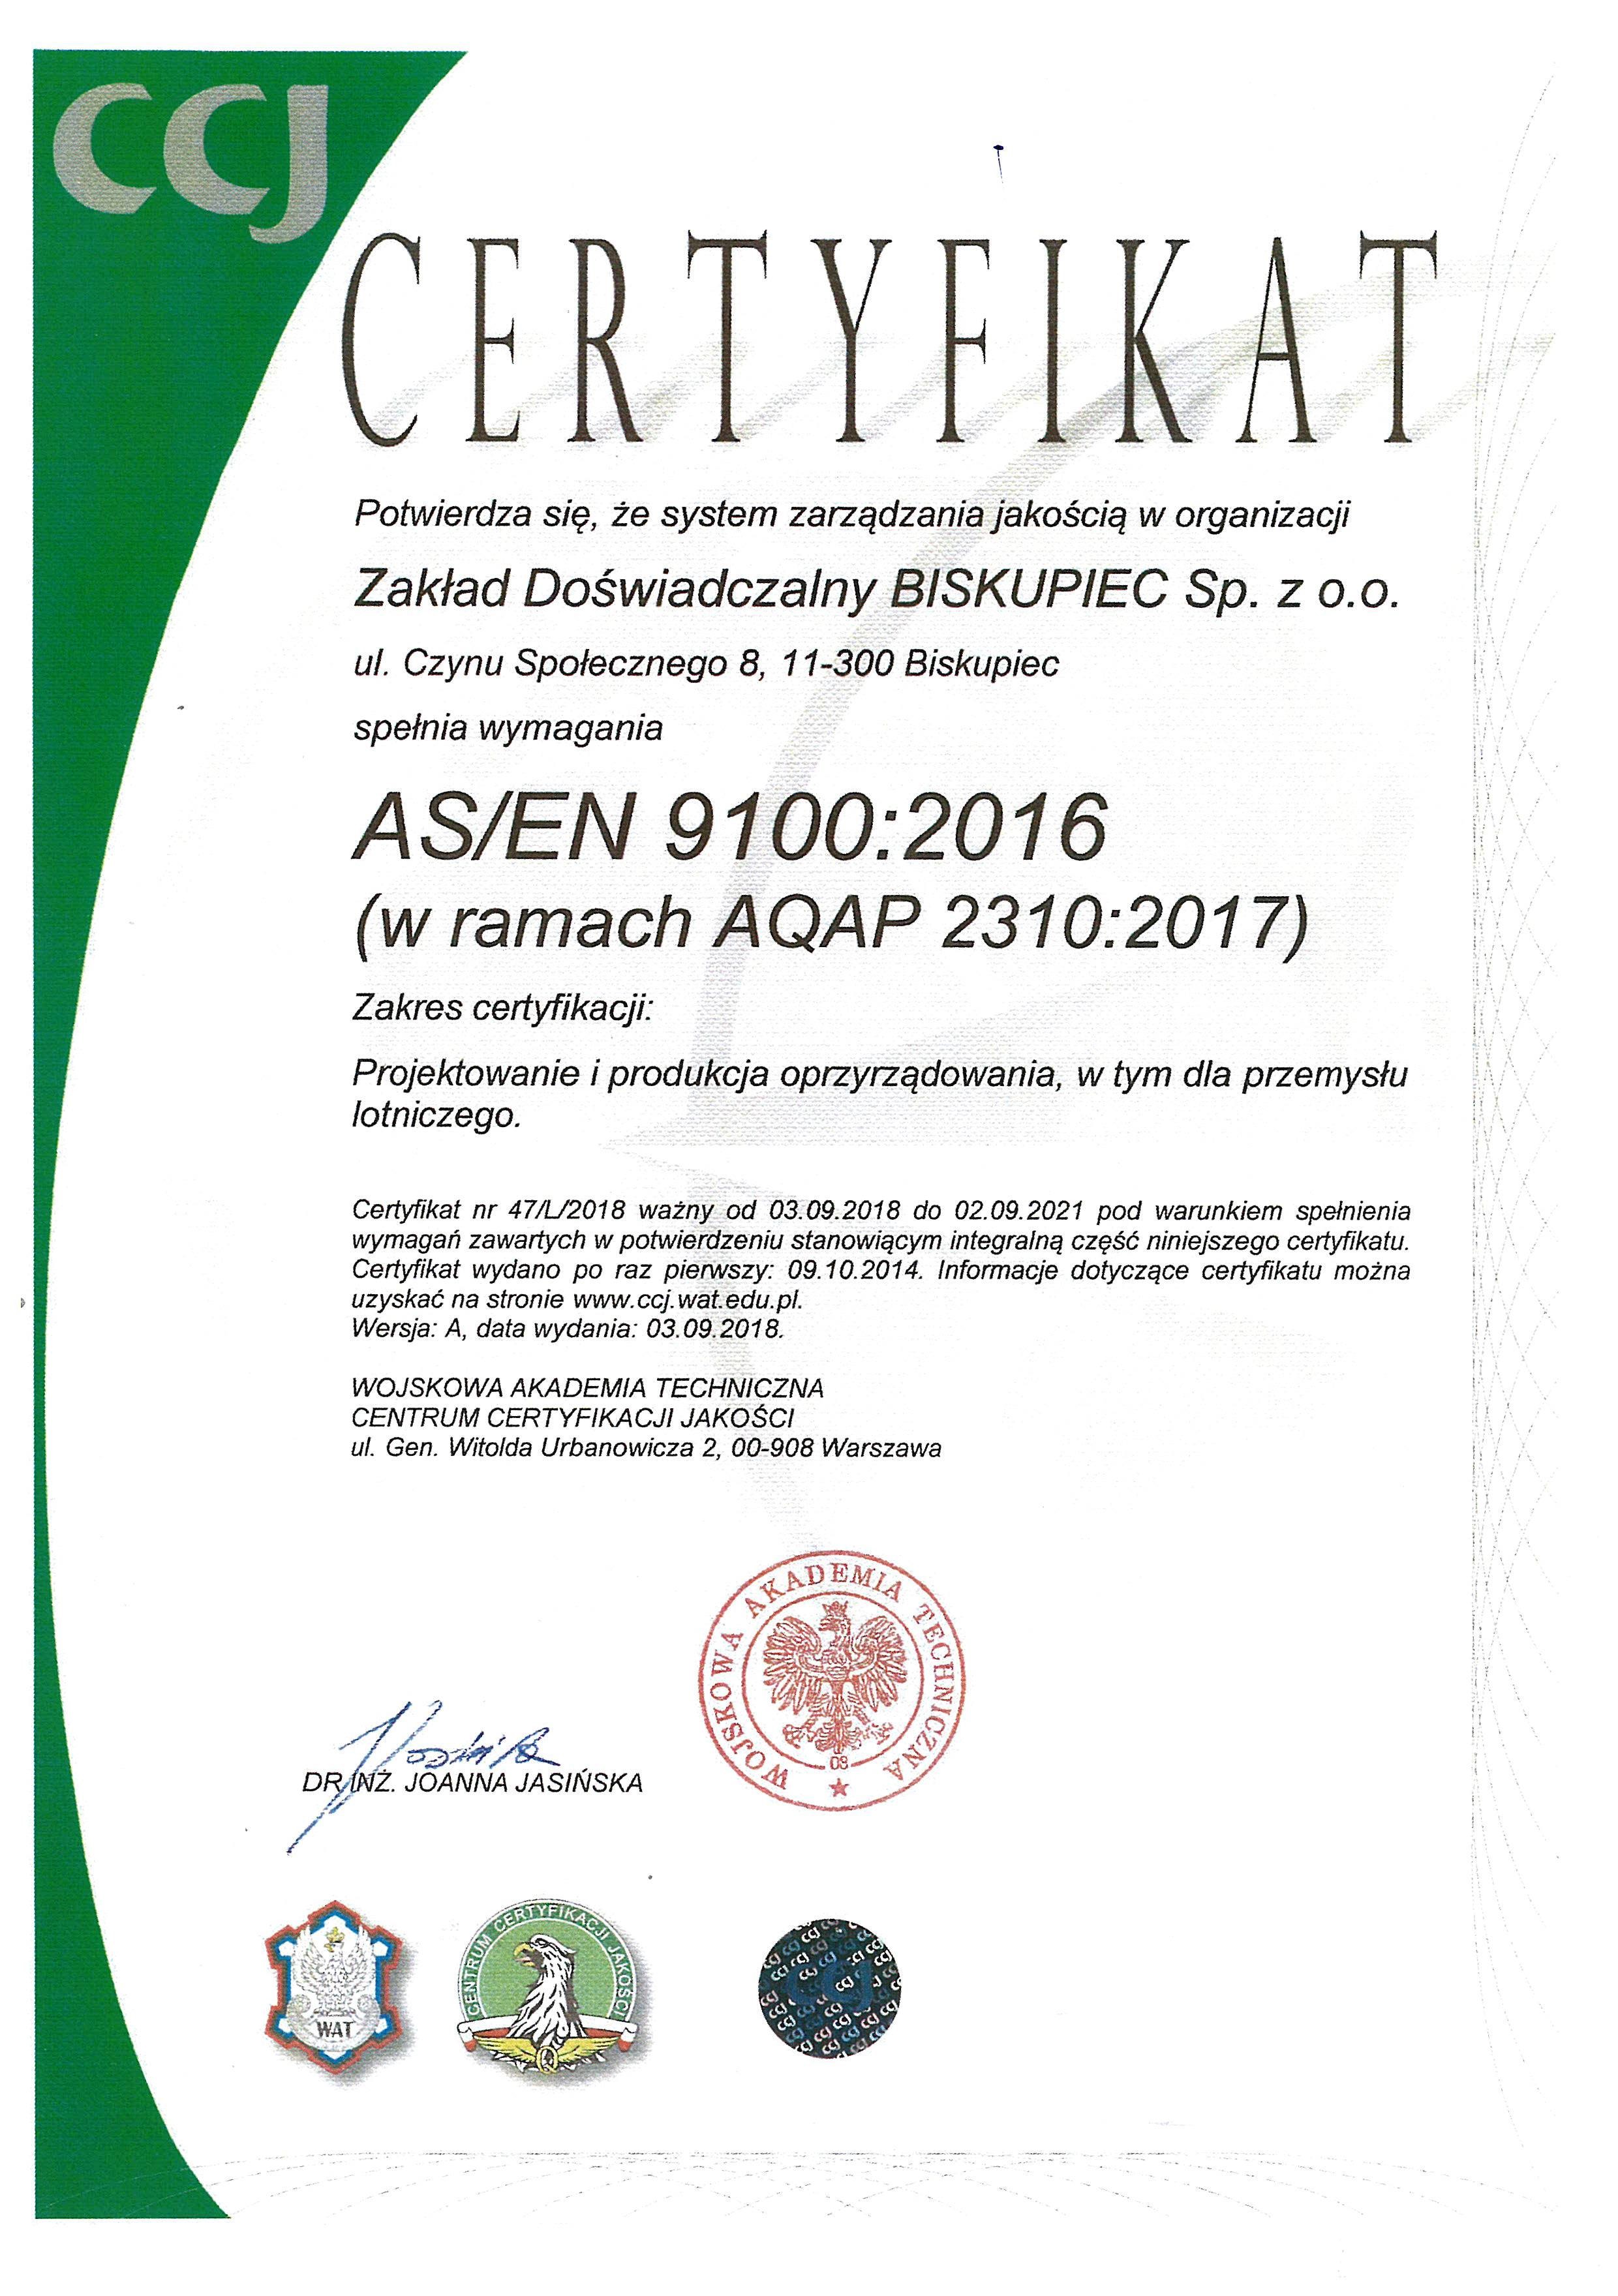 CCJ
CERTYFIKAT
Potwierdza się, że system zarządzania jakością w organizacji
Zakład Doświadczalny BISKUPIEC Sp. z o.o.
ul. Czynu Społecznego 8, 11-300 Biskupiec
spełnia wymagania
AS/EN 9100:2016
(w ramach AQAP 2310:2017)
Zakres certyfikacji:
Projektowanie i produkcja oprzyrządowania, w tym dla przemysłu
lotniczego.
Certyfikat nr 47/L/2018 ważny od 03.09.2018 do 02.09.2021 pod warunkiem spełnienia
wymagań zawartych w potwierdzeniu stanowiącym integralną część niniejszego certyfikatu.
Certyfikat wydano po raz pierwszy: 09.10.2014. Informacje dotyczące certyfikatu można
uzyskać na stronie www.ccj.wat.edu.pl.
Wersja: A, data wydania: 03.09.2018.
WOJSKOWA AKADEMIA TECHNICZNA
CENTRUM CERTYFIKACJI JAKOŚCI
ul. Gen. Witolda Urbanowicza 2, 00-908 Warszawa
WOJSKOWA AKADEMIA TECHNICZNA
08
DR INŻ. JOANNA JASIŃSKA
WAT
CENTRUM CERTYFIKACJI JAKOŚCI
Q
CCJ